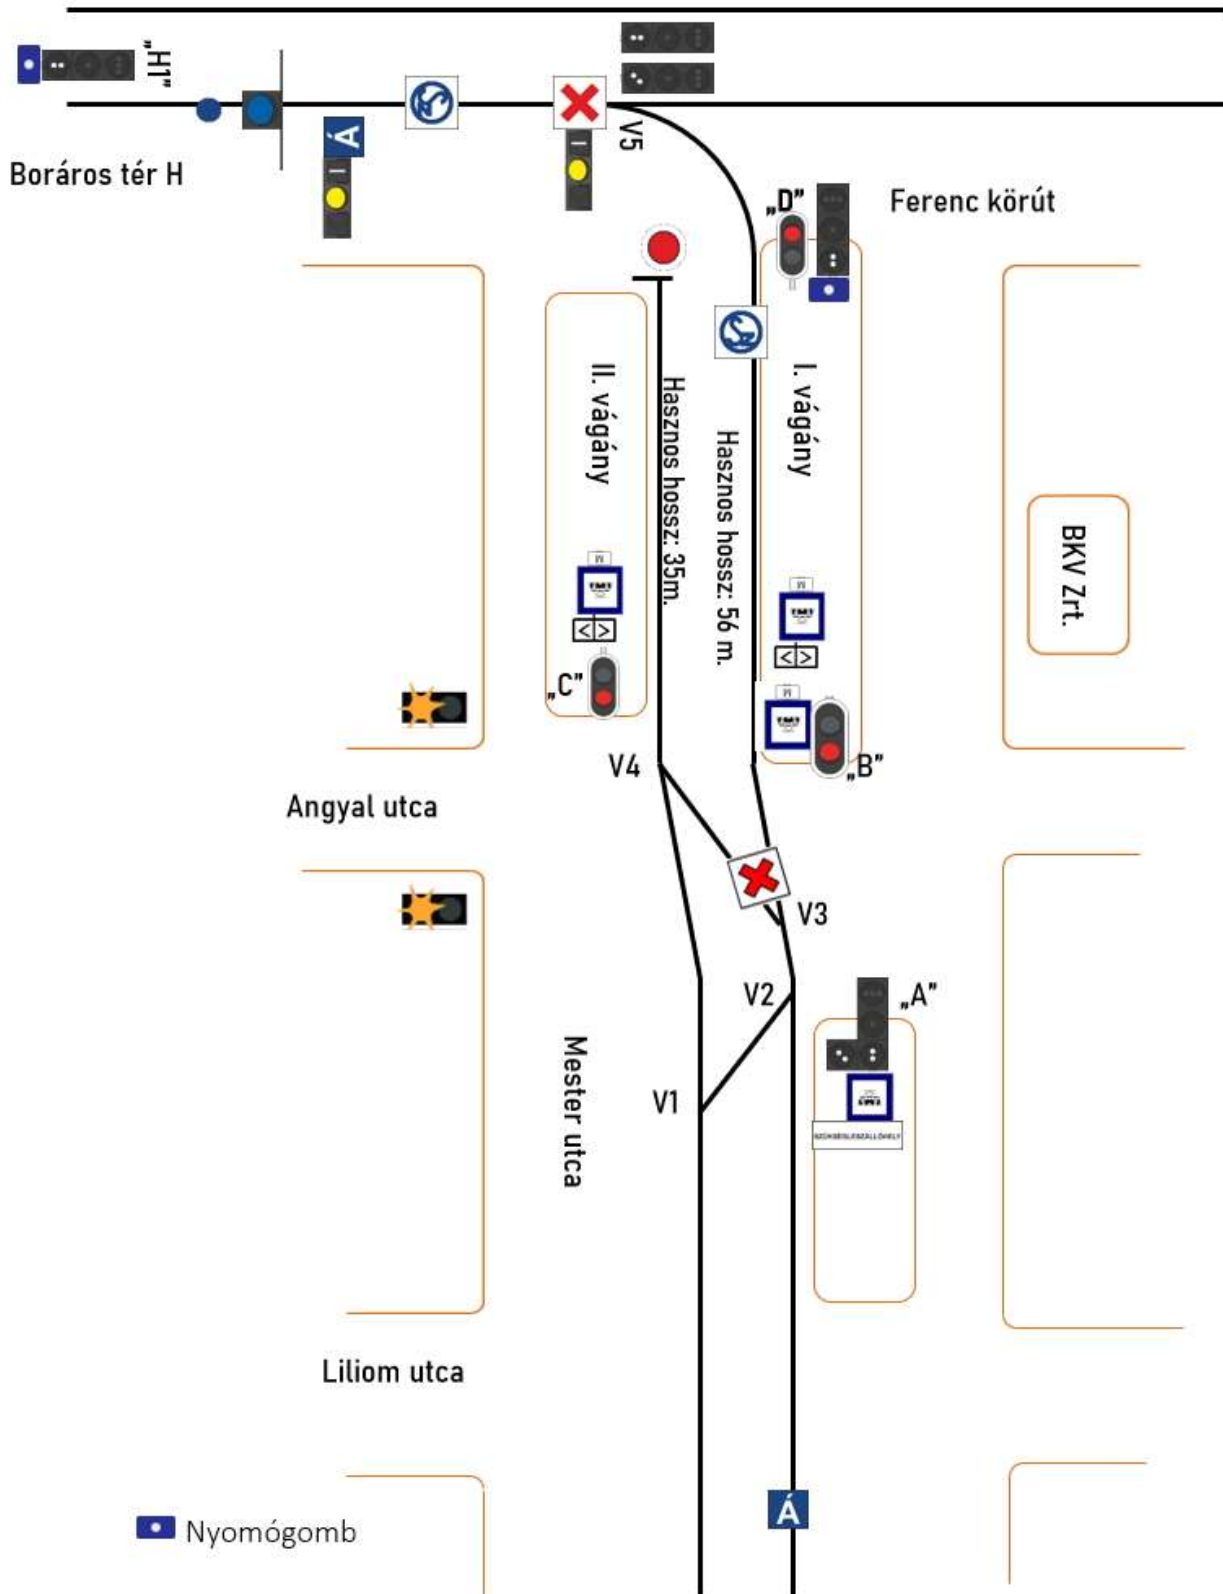 „H1”
Á
V5
Boráros tér H
„D”
Ferenc körút
II. vágány
Hasznos hossz: 35m.
Hasznos hossz: 56 m.
I. vágány
BKV Zrt.
M
M
<|>
<|>
M
„C”
„B”
V4
Angyal utca
V3
V2
„A”
Mester utca
V1
SZÜKSÉGLESZÁLLÓHELY
Liliom utca
Á
Nyomógomb